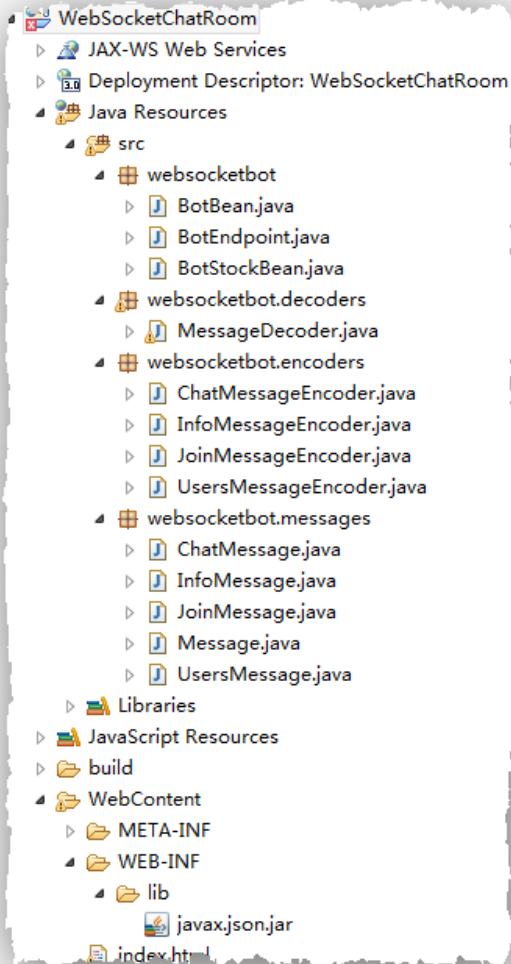 WebSocketChatRoom
JAX-WS Web Services
Deployment Descriptor: WebSocketChatRoom
Java Resources
src
websocketbot
BotBean.java
BotEndpoint.java
BotStockBean.java
websocketbot.decoders
MessageDecoder.java
websocketbot.encoders
ChatMessageEncoder.java
InfoMessageEncoder.java
JoinMessageEncoder.java
UsersMessageEncoder.java
websocketbot.messages
ChatMessage.java
InfoMessage.java
JoinMessage.java
Message.java
UsersMessage.java
Libraries
JavaScript Resources
build
WebContent
META-INF
WEB-INF
lib
javax.json.jar
index.html